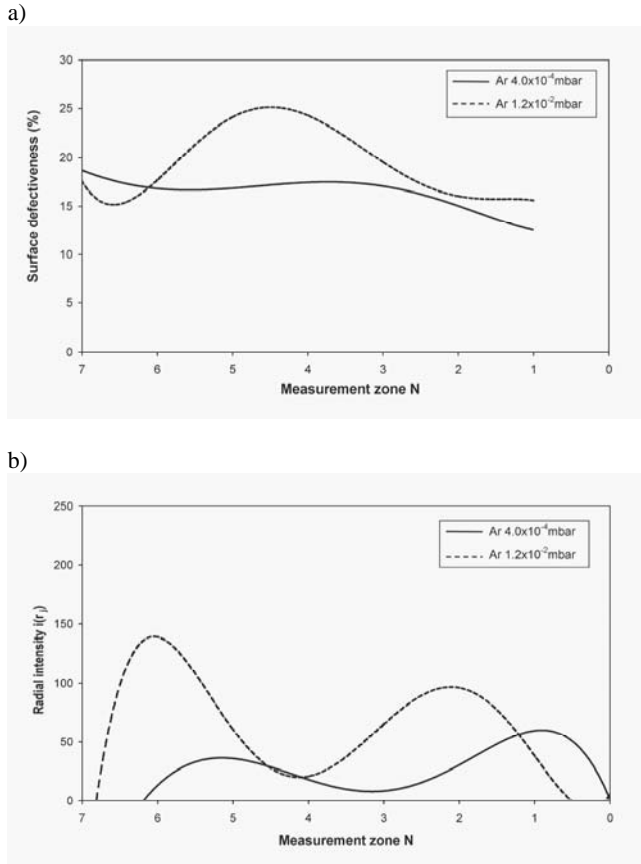 a)
30
25
20
15
10
5
0
Surface defectiveness (%)
Ar 4.0x10⁻⁴mbar
Ar 1.2x10⁻²mbar
7 6 5 4 3 2 1 0
Measurement zone N
b)
250
200
150
100
50
0
Radial intensity i(r j)
Ar 4.0x10⁻⁴mbar
Ar 1.2x10⁻²mbar
7 6 5 4 3 2 1 0
Measurement zone N